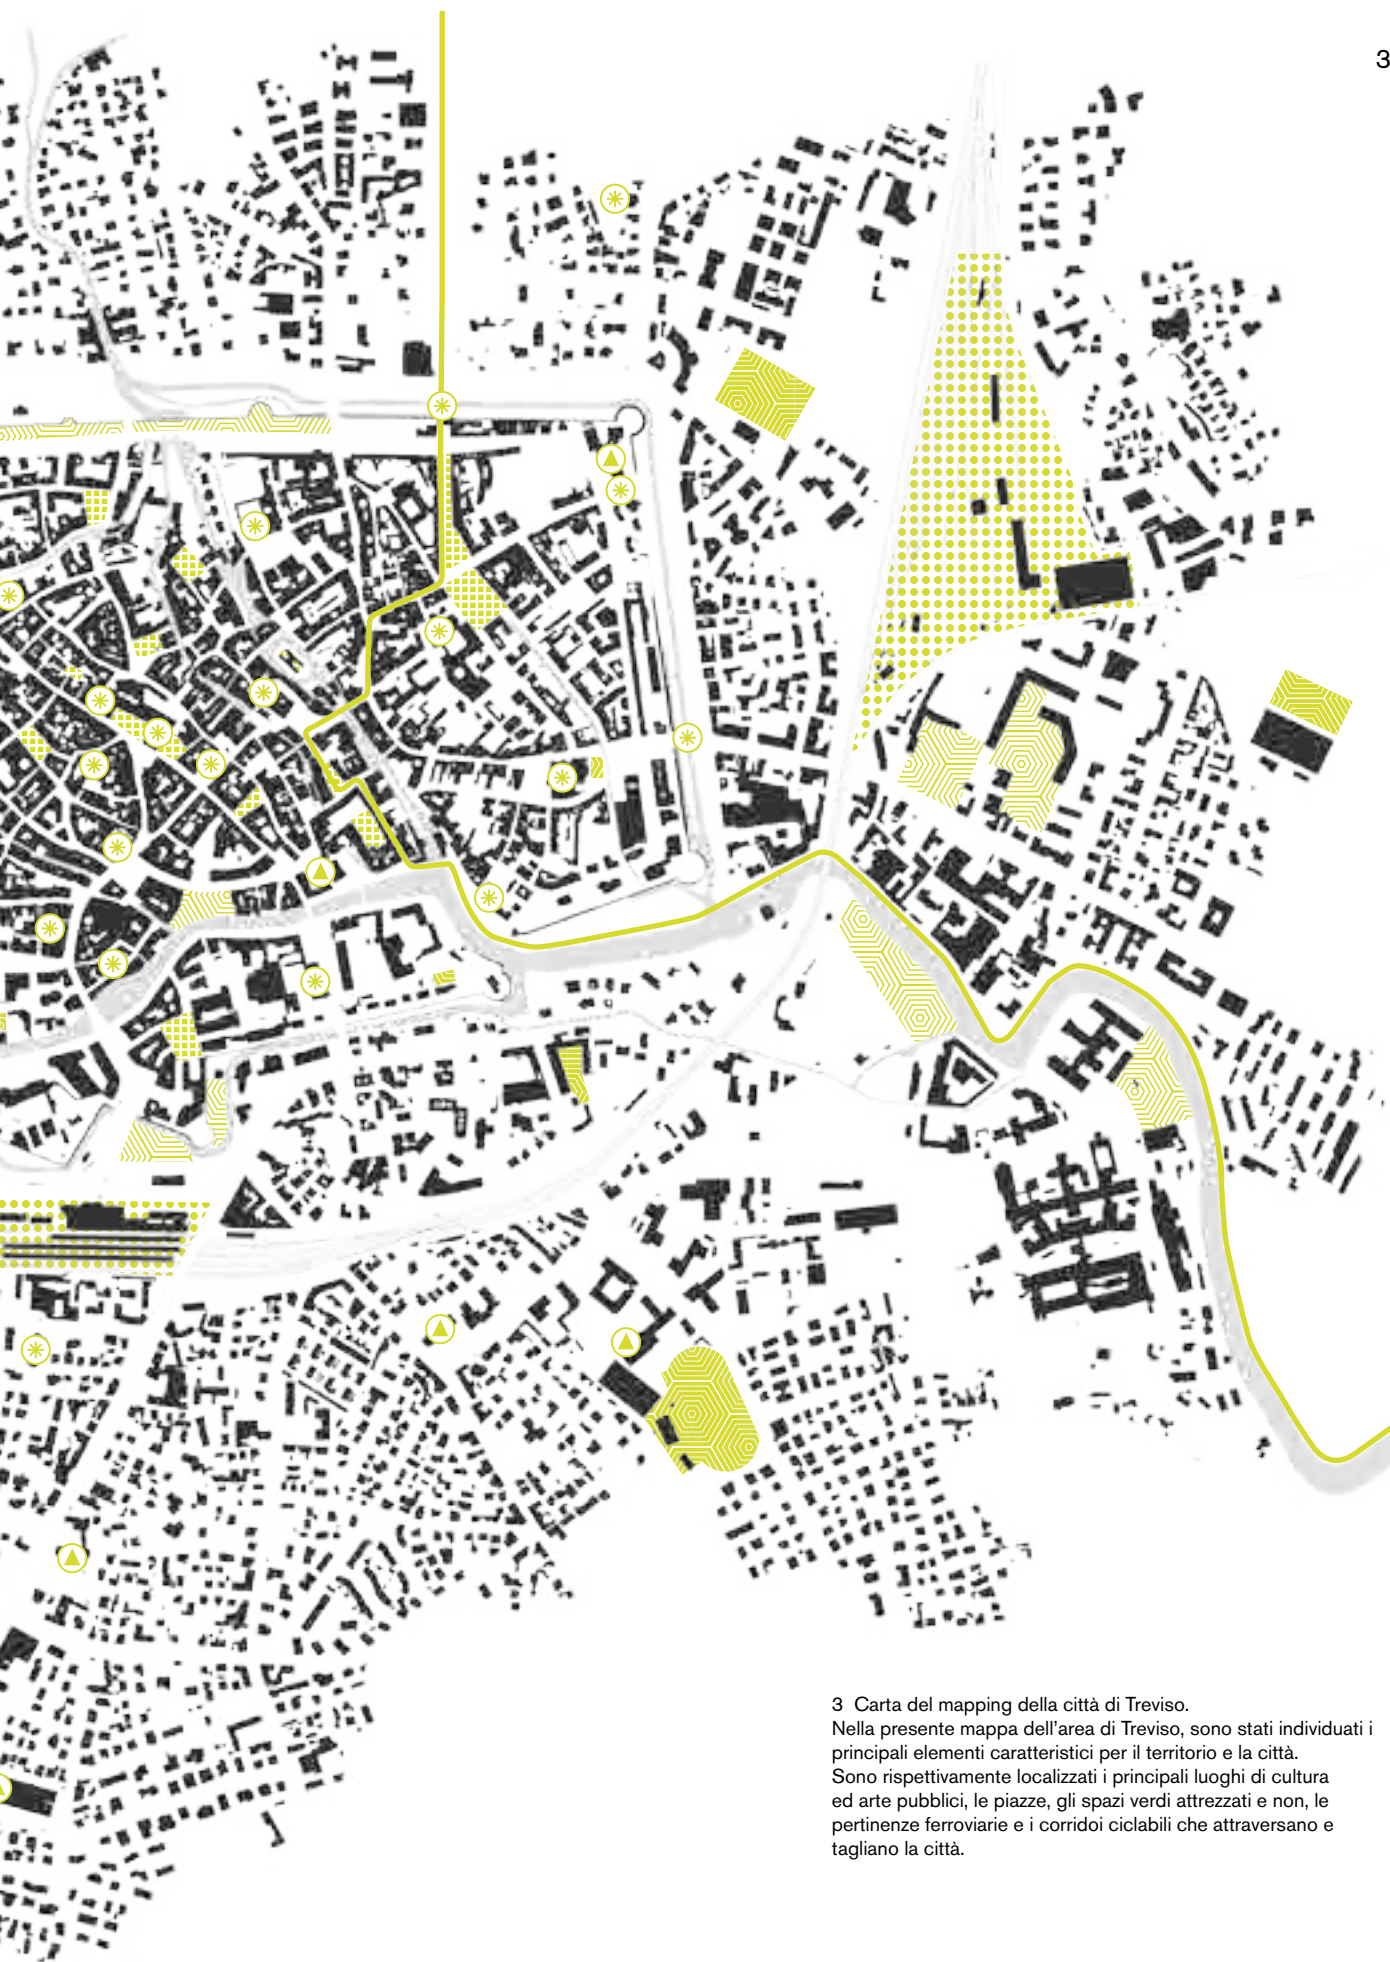 3
3 Carta del mapping della città di Treviso.
Nella presente mappa dell'area di Treviso, sono stati individuati i
principali elementi caratteristici per il territorio e la città.
Sono rispettivamente localizzati i principali luoghi di cultura
ed arte pubblici, le piazze, gli spazi verdi attrezzati e non, le
pertinenze ferroviarie e i corridoi ciclabili che attraversano e
tagliano la città.